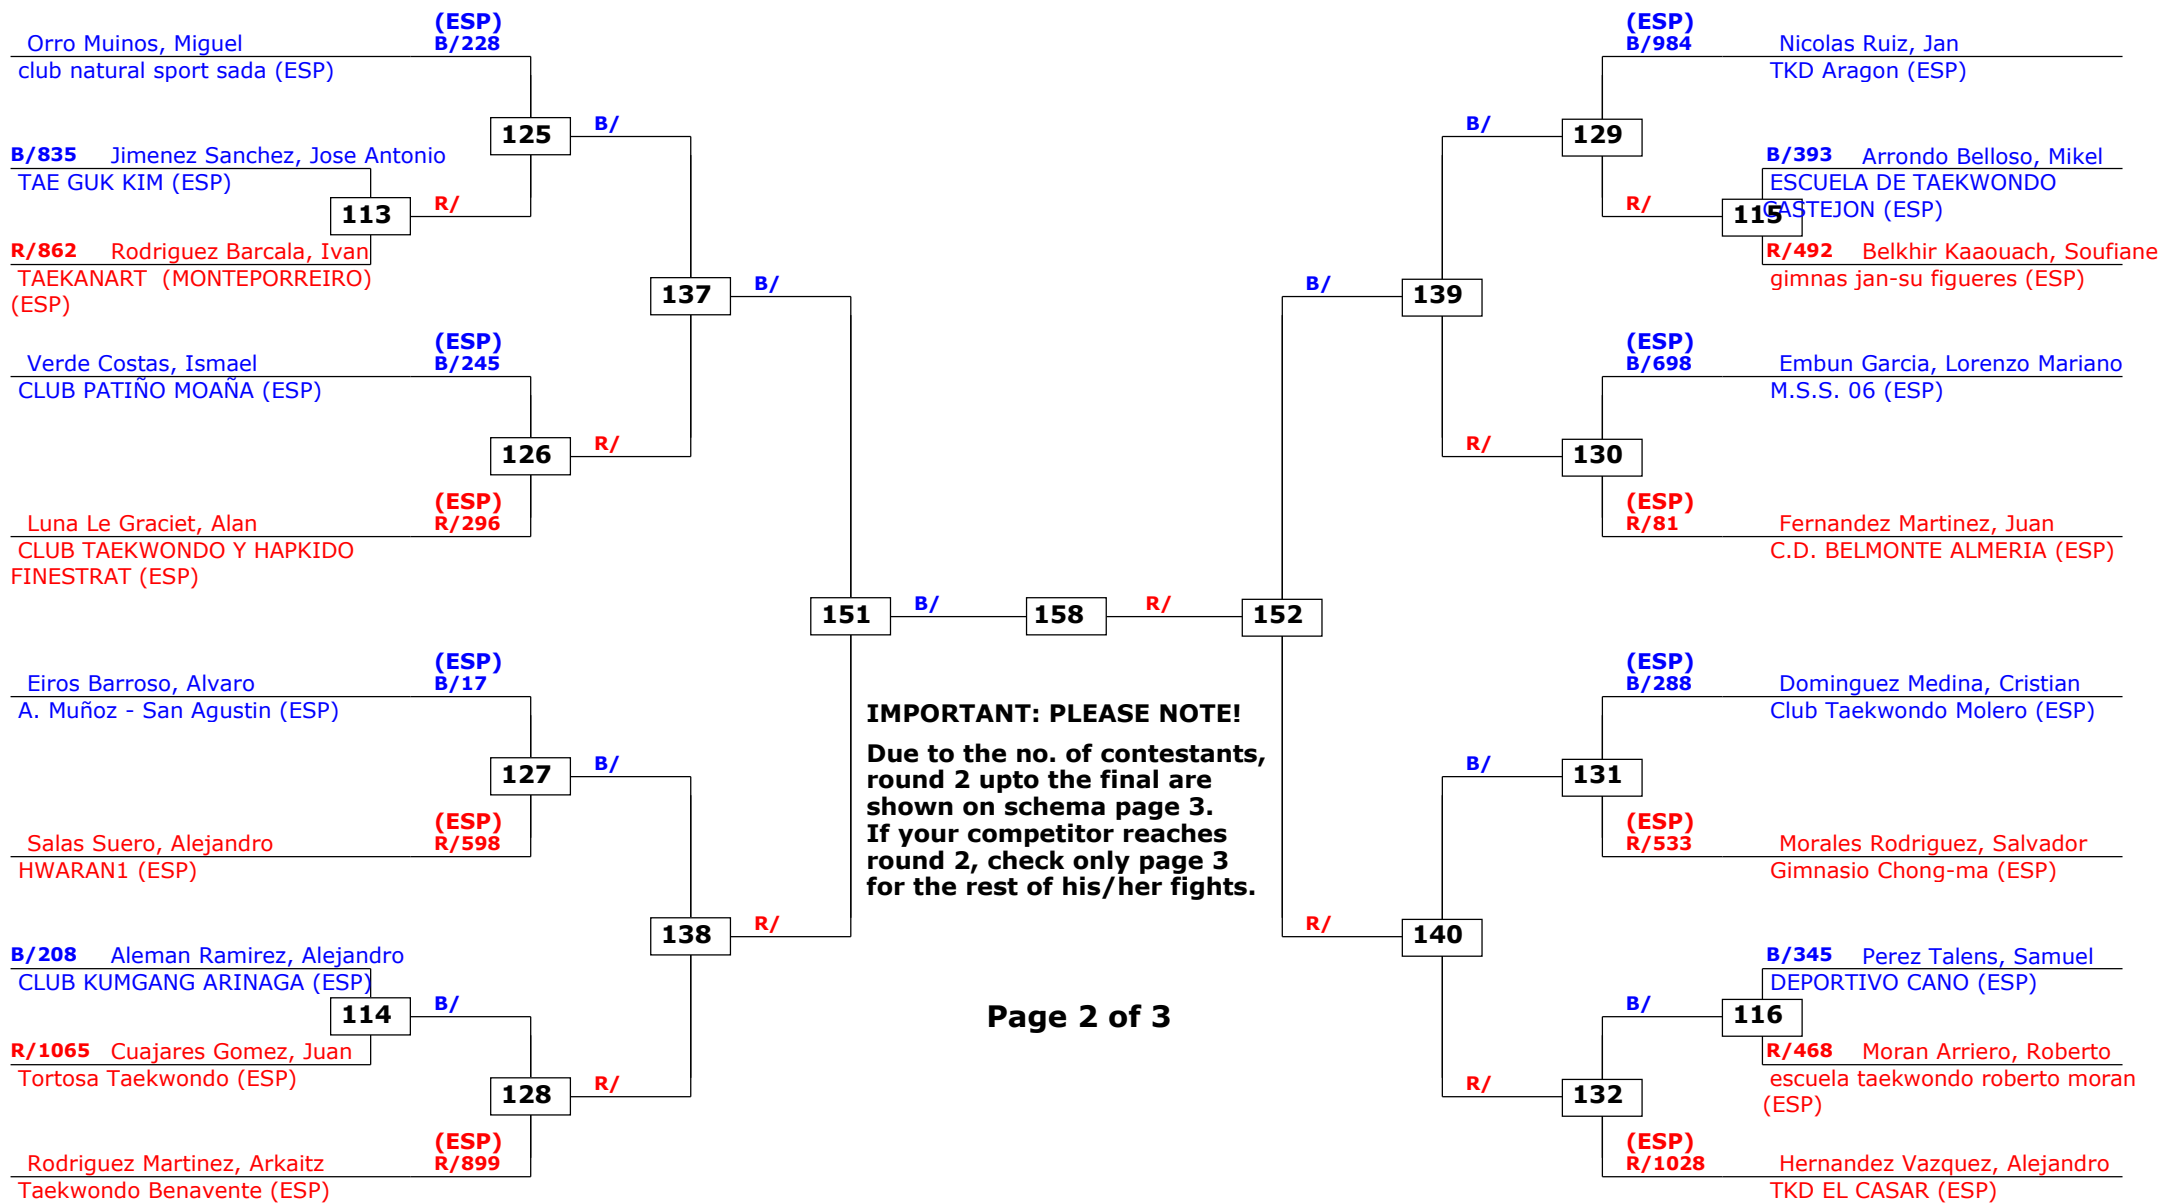 (ESP)
Orro Muinos, Miguel B/228
club natural sport sada (ESP)
125 B/
B/835 Jimenez Sanchez, Jose Antonio
TAE GUK KIM (ESP)
113 R/
R/862 Rodriguez Barcala, Ivan
TAEKANART (MONTEPORREIRO)
(ESP)
137 B/
(ESP)
Verde Costas, Ismael B/245
CLUB PATIÑO MOAÑA (ESP)
126 R/
(ESP)
Luna Le Graciet, Alan R/296
CLUB TAEKWONDO Y HAPKIDO
FINESTRAT (ESP)
151 B/ 158 R/ 152
(ESP)
Eiros Barroso, Alvaro B/17
A. Muñoz - San Agustin (ESP)
127 B/
(ESP)
Salas Suero, Alejandro R/598
HWARAN1 (ESP)
138 R/
B/208 Aleman Ramirez, Alejandro
CLUB KUMGANG ARINAGA (ESP)
114 B/
R/1065 Cuajares Gomez, Juan
Tortosa Taekwondo (ESP)
128 R/
(ESP)
Rodriguez Martinez, Arkaitz R/899
Taekwondo Benavente (ESP)
IMPORTANT: PLEASE NOTE!
Due to the no. of contestants,
round 2 upto the final are
shown on schema page 3.
If your competitor reaches
round 2, check only page 3
for the rest of his/her fights.
Page 2 of 3
(ESP)
B/984 Nicolas Ruiz, Jan
TKD Aragon (ESP)
B/ 129
B/393 Arrondo Belloso, Mikel
ESCUELA DE TAEKWONDO
CASTEJON (ESP)
R/ 115
R/492 Belkhir Kaaouach, Soufiane
gimnas jan-su figueres (ESP)
B/ 139
(ESP)
B/698 Embun Garcia, Lorenzo Mariano
M.S.S. 06 (ESP)
R/ 130
(ESP)
R/81 Fernandez Martinez, Juan
C.D. BELMONTE ALMERIA (ESP)
(ESP)
B/288 Dominguez Medina, Cristian
Club Taekwondo Molero (ESP)
B/ 131
(ESP)
R/533 Morales Rodriguez, Salvador
Gimnasio Chong-ma (ESP)
R/ 140
B/345 Perez Talens, Samuel
DEPORTIVO CANO (ESP)
B/ 116
R/468 Moran Arriero, Roberto
escuela taekwondo roberto moran
(ESP)
R/ 132
(ESP)
R/1028 Hernandez Vazquez, Alejandro
TKD EL CASAR (ESP)